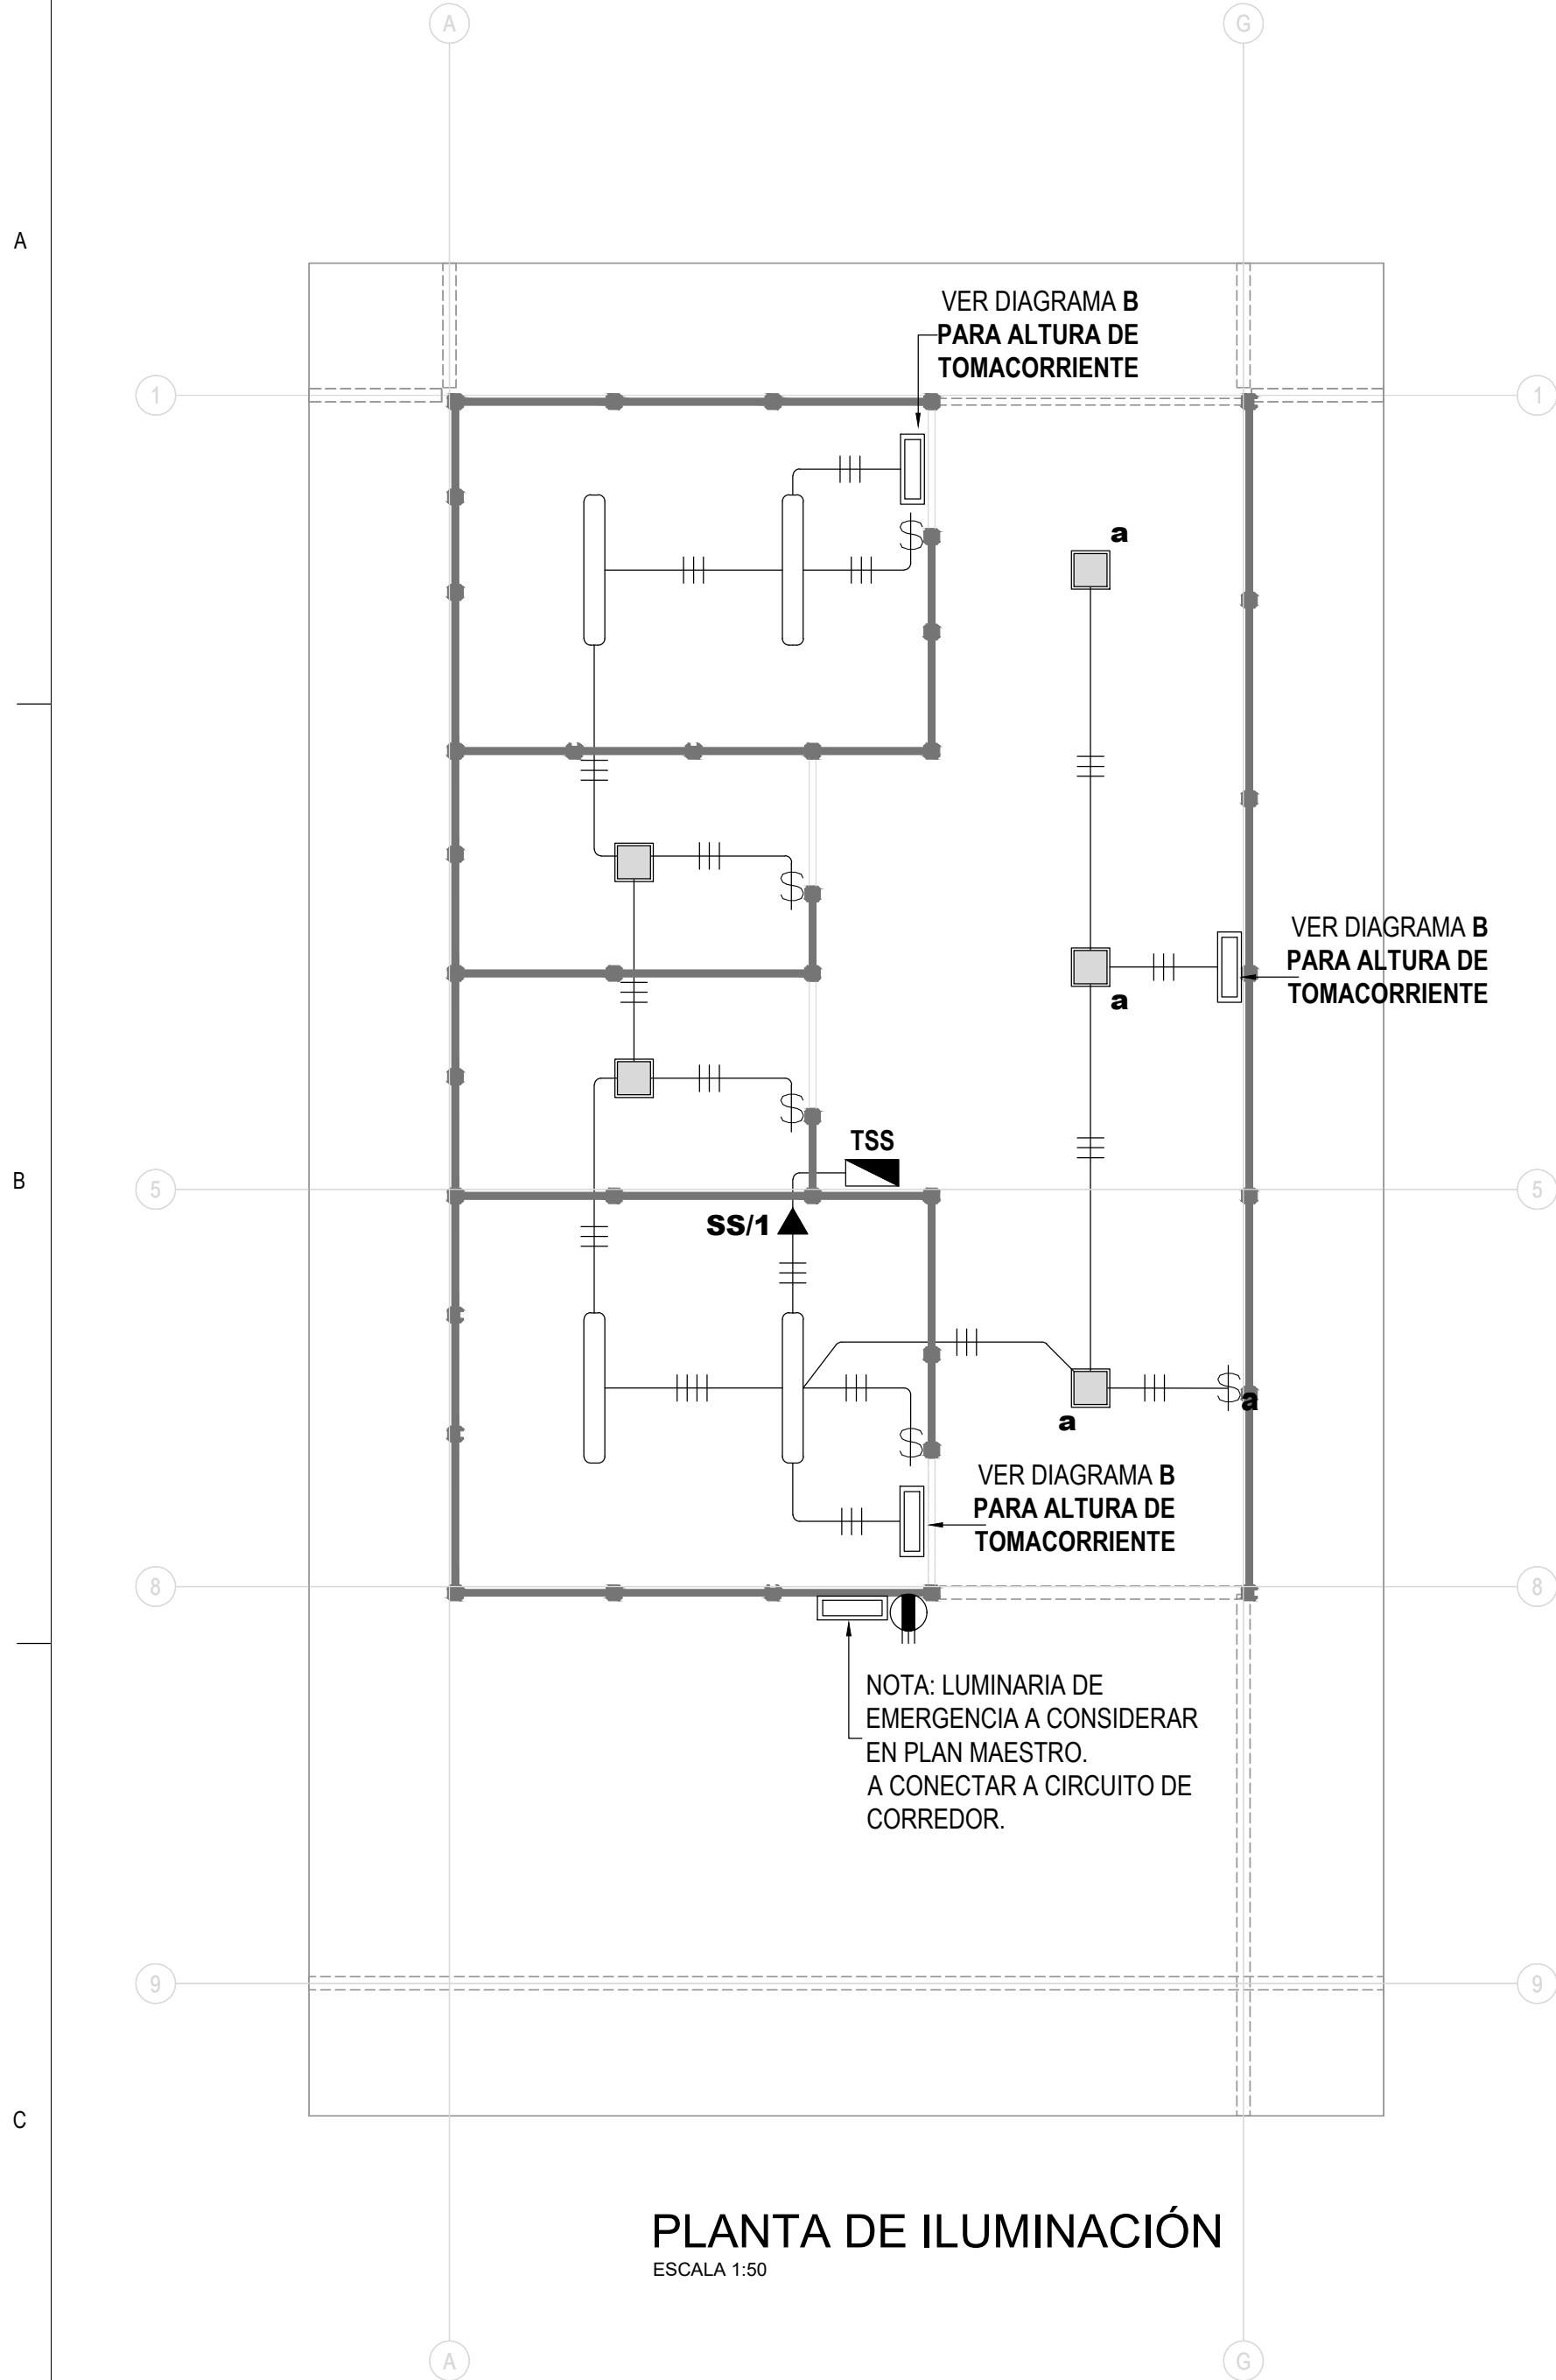 A
G
A
VER DIAGRAMA B
PARA ALTURA DE
TOMACORRIENTE
1
1
$
a
VER DIAGRAMA B
PARA ALTURA DE
TOMACORRIENTE
$
a
$
TSS
B
5
5
SS/1
$
a
a
$
VER DIAGRAMA B
PARA ALTURA DE
TOMACORRIENTE
8
8
NOTA: LUMINARIA DE
EMERGENCIA A CONSIDERAR
EN PLAN MAESTRO.
A CONECTAR A CIRCUITO DE
CORREDOR.
9
9
C
PLANTA DE ILUMINACIÓN
ESCALA 1:50
A
G